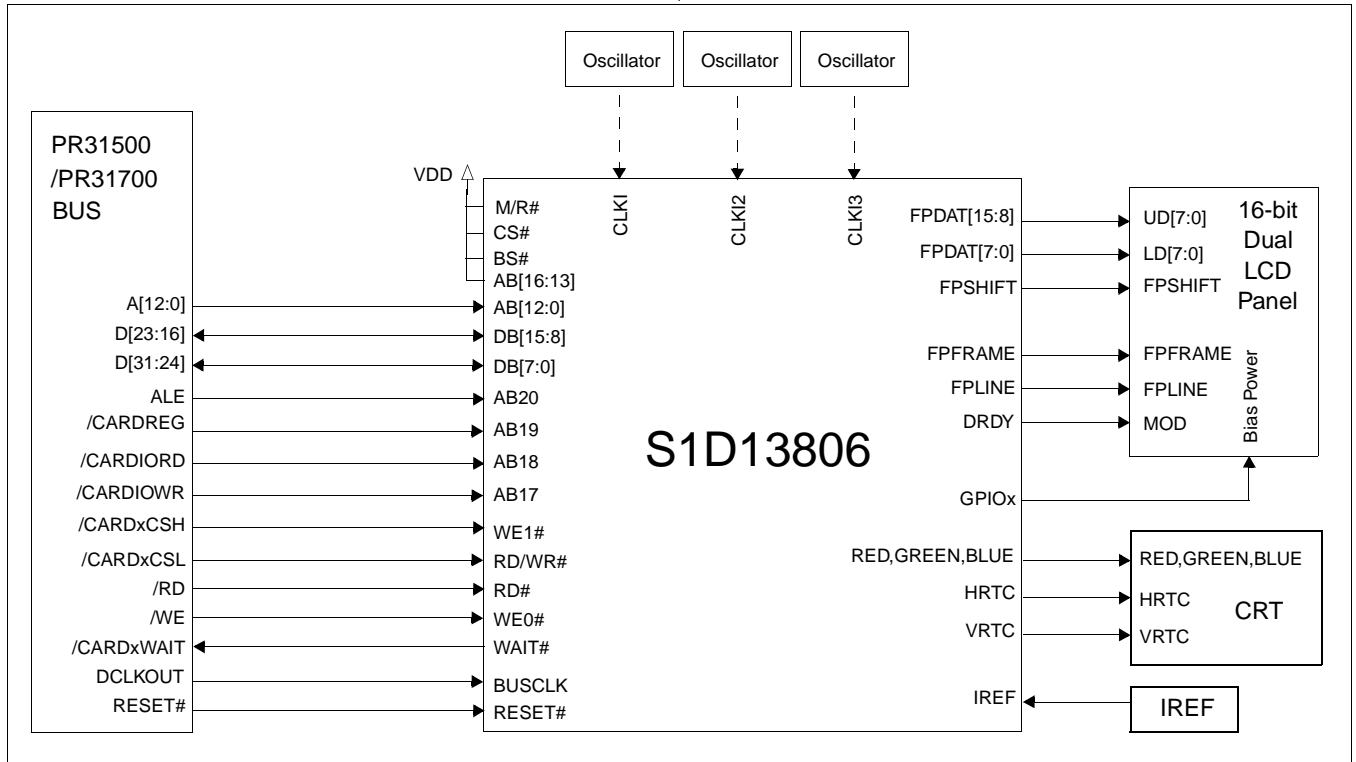 Oscillator
Oscillator
Oscillator
PR31500
/PR31700
BUS
VDD
M/R#
CS#
BS#
AB[16:13]
CLKI
CLKI2
CLKI3
A[12:0]
D[23:16]
D[31:24]
ALE
/CARDREG
/CARDIORD
/CARDIOWR
/CARDxCSH
/CARDxCSL
/RD
/WE
/CARDxWAIT
DCLKOUT
RESET#
AB[12:0]
DB[15:8]
DB[7:0]
AB20
AB19
AB18
AB17
WE1#
RD/WR#
RD#
WE0#
WAIT#
BUSCLK
RESET#
S1D13806
FPDAT[15:8]
FPDAT[7:0]
FPSHIFT
FPFRAME
FPLINE
DRDY
GPIOx
RED,GREEN,BLUE
HRTC
VRTC
IREF
UD[7:0]
LD[7:0]
FPSHIFT
FPFRAME
FPLINE
MOD
16-bit
Dual
LCD
Panel
Bias Power
RED,GREEN,BLUE
HRTC
VRTC
CRT
IREF